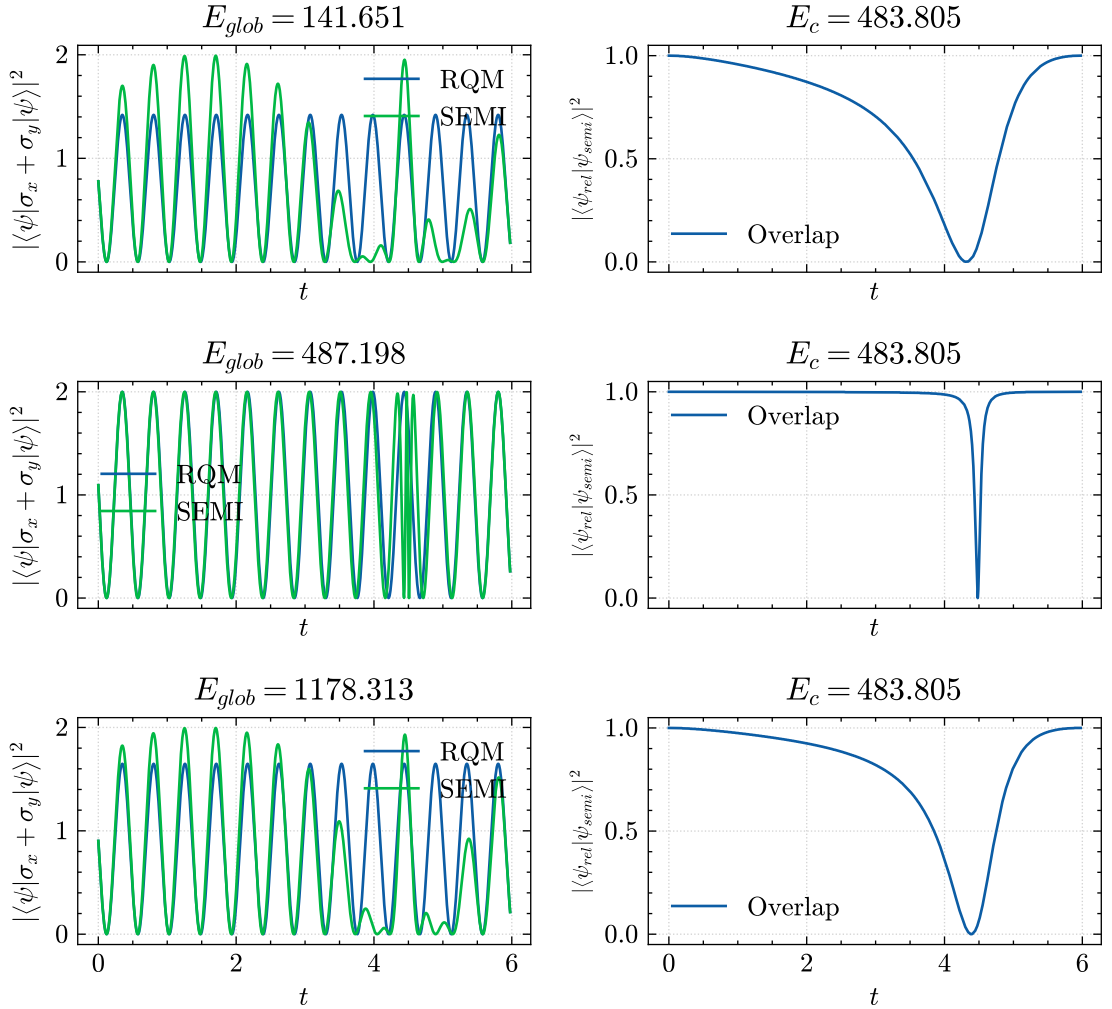 E_{glob} = 141.651
|⟨ψ|σ_x + σ_y|ψ⟩|²
2
1
0
RQM
SEMI
t
E_c = 483.805
|⟨ψ_{rel}|ψ_{semi}⟩|²
1.0
0.5
0.0
Overlap
t
E_{glob} = 487.198
|⟨ψ|σ_x + σ_y|ψ⟩|²
2
1
0
RQM
SEMI
t
E_c = 483.805
|⟨ψ_{rel}|ψ_{semi}⟩|²
1.0
0.5
0.0
Overlap
t
E_{glob} = 1178.313
|⟨ψ|σ_x + σ_y|ψ⟩|²
2
1
0
RQM
SEMI
0 2 4 6
t
E_c = 483.805
|⟨ψ_{rel}|ψ_{semi}⟩|²
1.0
0.5
0.0
Overlap
0 2 4 6
t